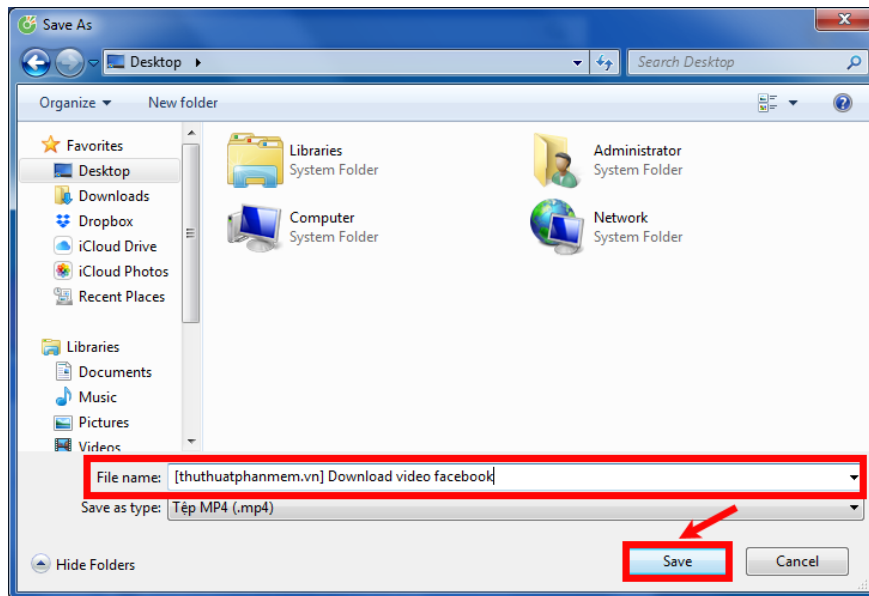 Save As
Desktop
Search Desktop
Organize
New folder
Favorites
Desktop
Downloads
Dropbox
iCloud Drive
iCloud Photos
Recent Places
Libraries
Documents
Music
Pictures
Videos
Libraries
System Folder
Administrator
System Folder
Computer
System Folder
Network
System Folder
File name: [thuthuatphanmem.vn] Download video facebook
Save as type: Tệp MP4 (.mp4)
Hide Folders
Save
Cancel